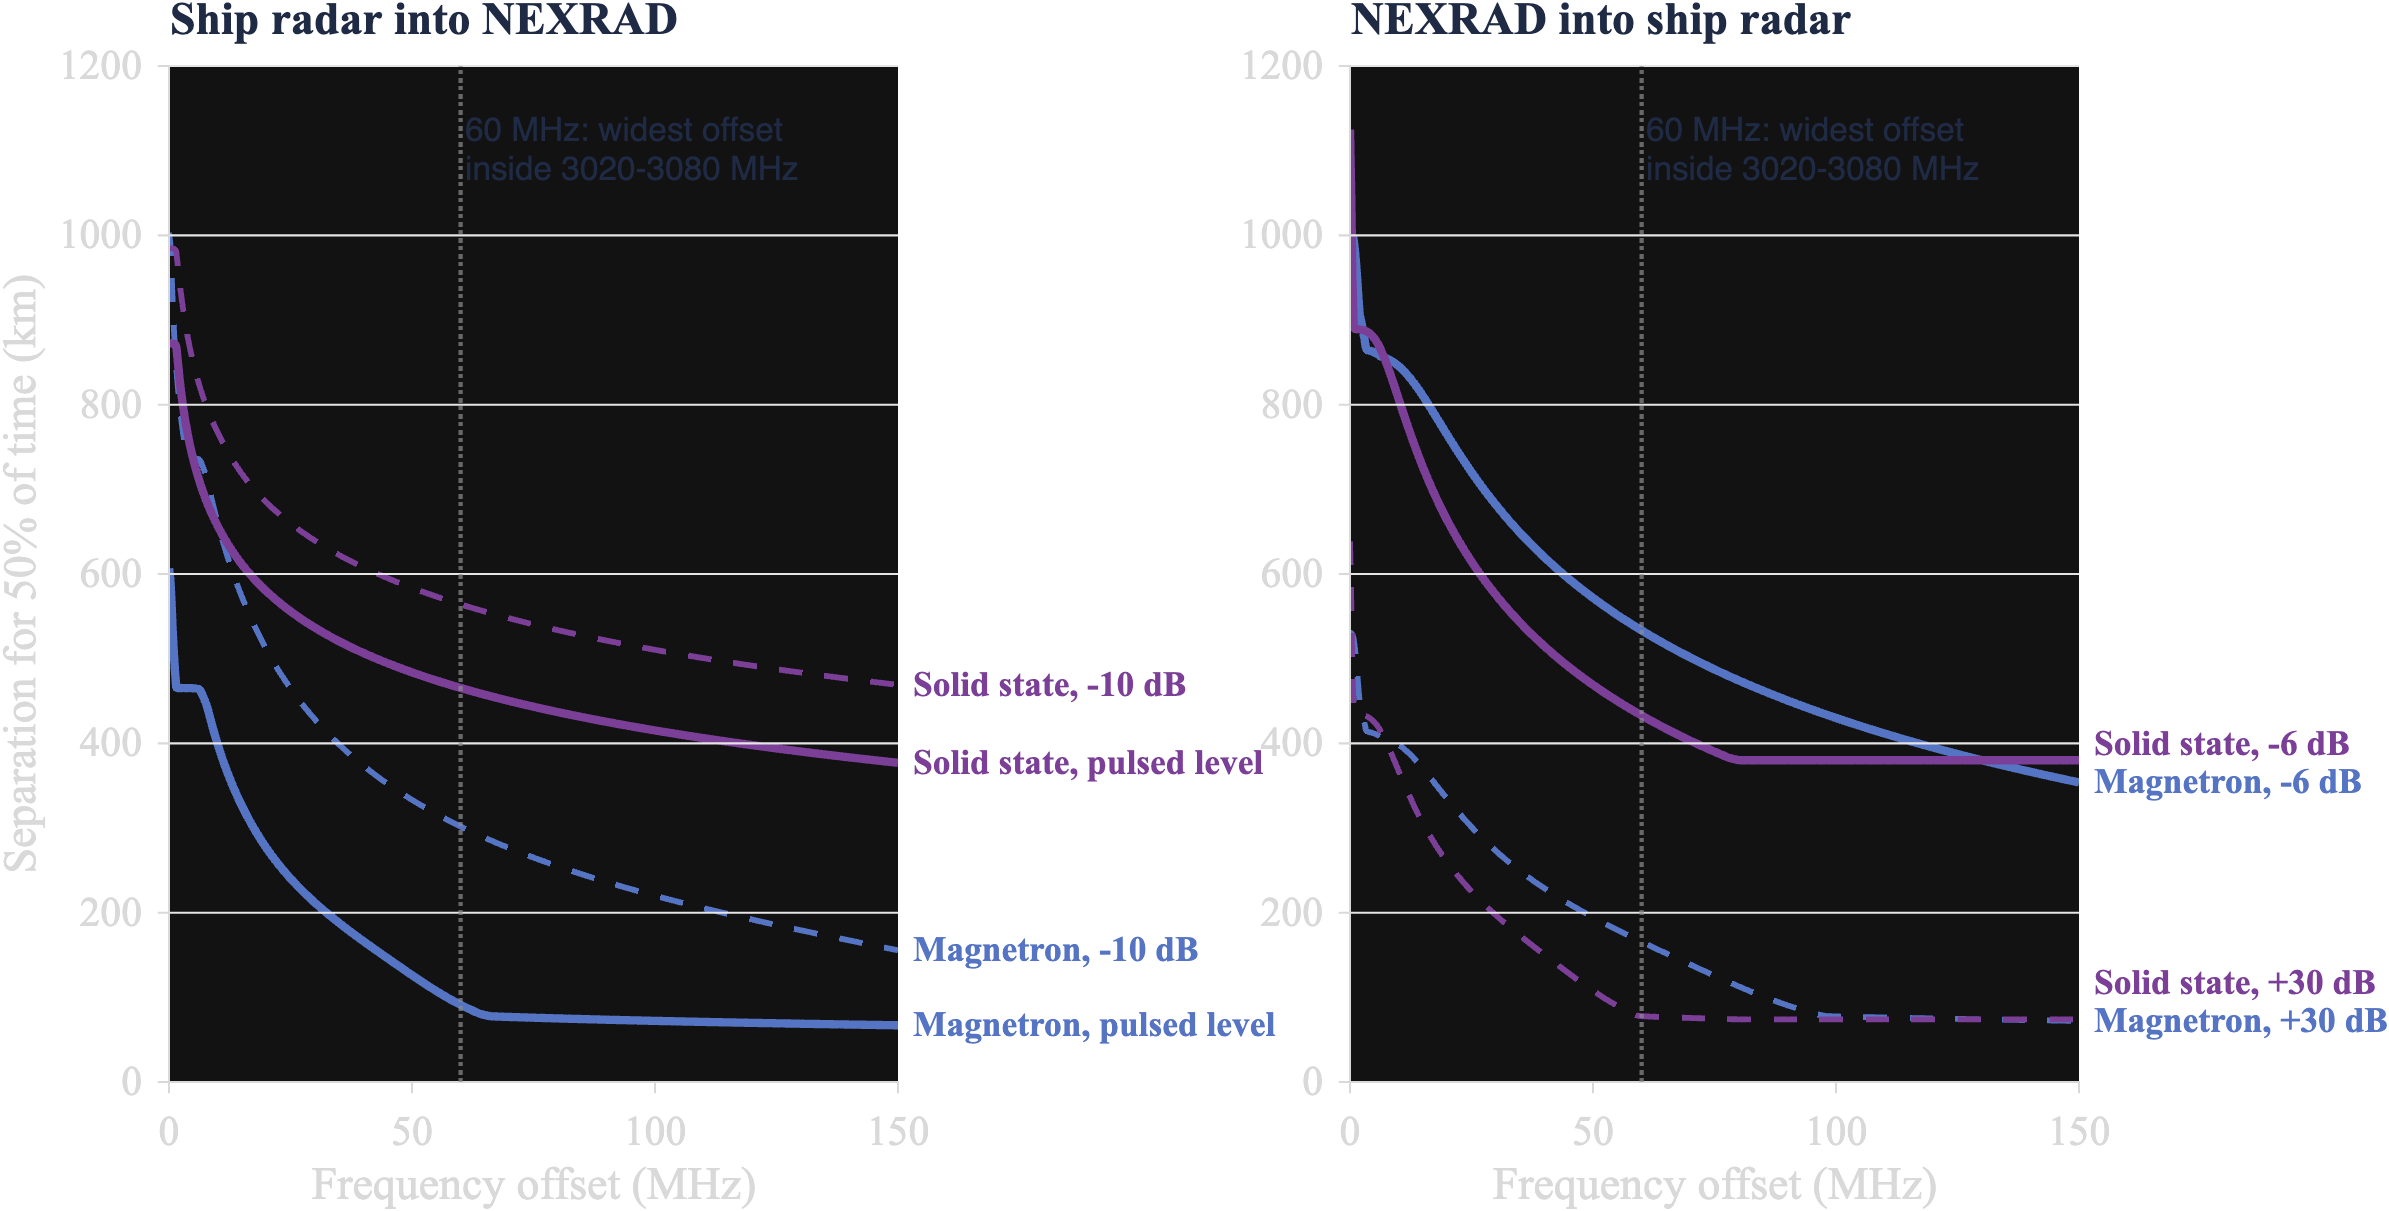 Ship radar into NEXRAD
1200
1000
800
600
400
200
0
Separation for 50% of time (km)
60 MHz: widest offset
inside 3020-3080 MHz
Solid state, -10 dB
Solid state, pulsed level
Magnetron, -10 dB
Magnetron, pulsed level
0
50
100
150
Frequency offset (MHz)
NEXRAD into ship radar
1200
1000
800
600
400
200
0
60 MHz: widest offset
inside 3020-3080 MHz
Solid state, -6 dB
Magnetron, -6 dB
Solid state, +30 dB
Magnetron, +30 dB
0
50
100
150
Frequency offset (MHz)